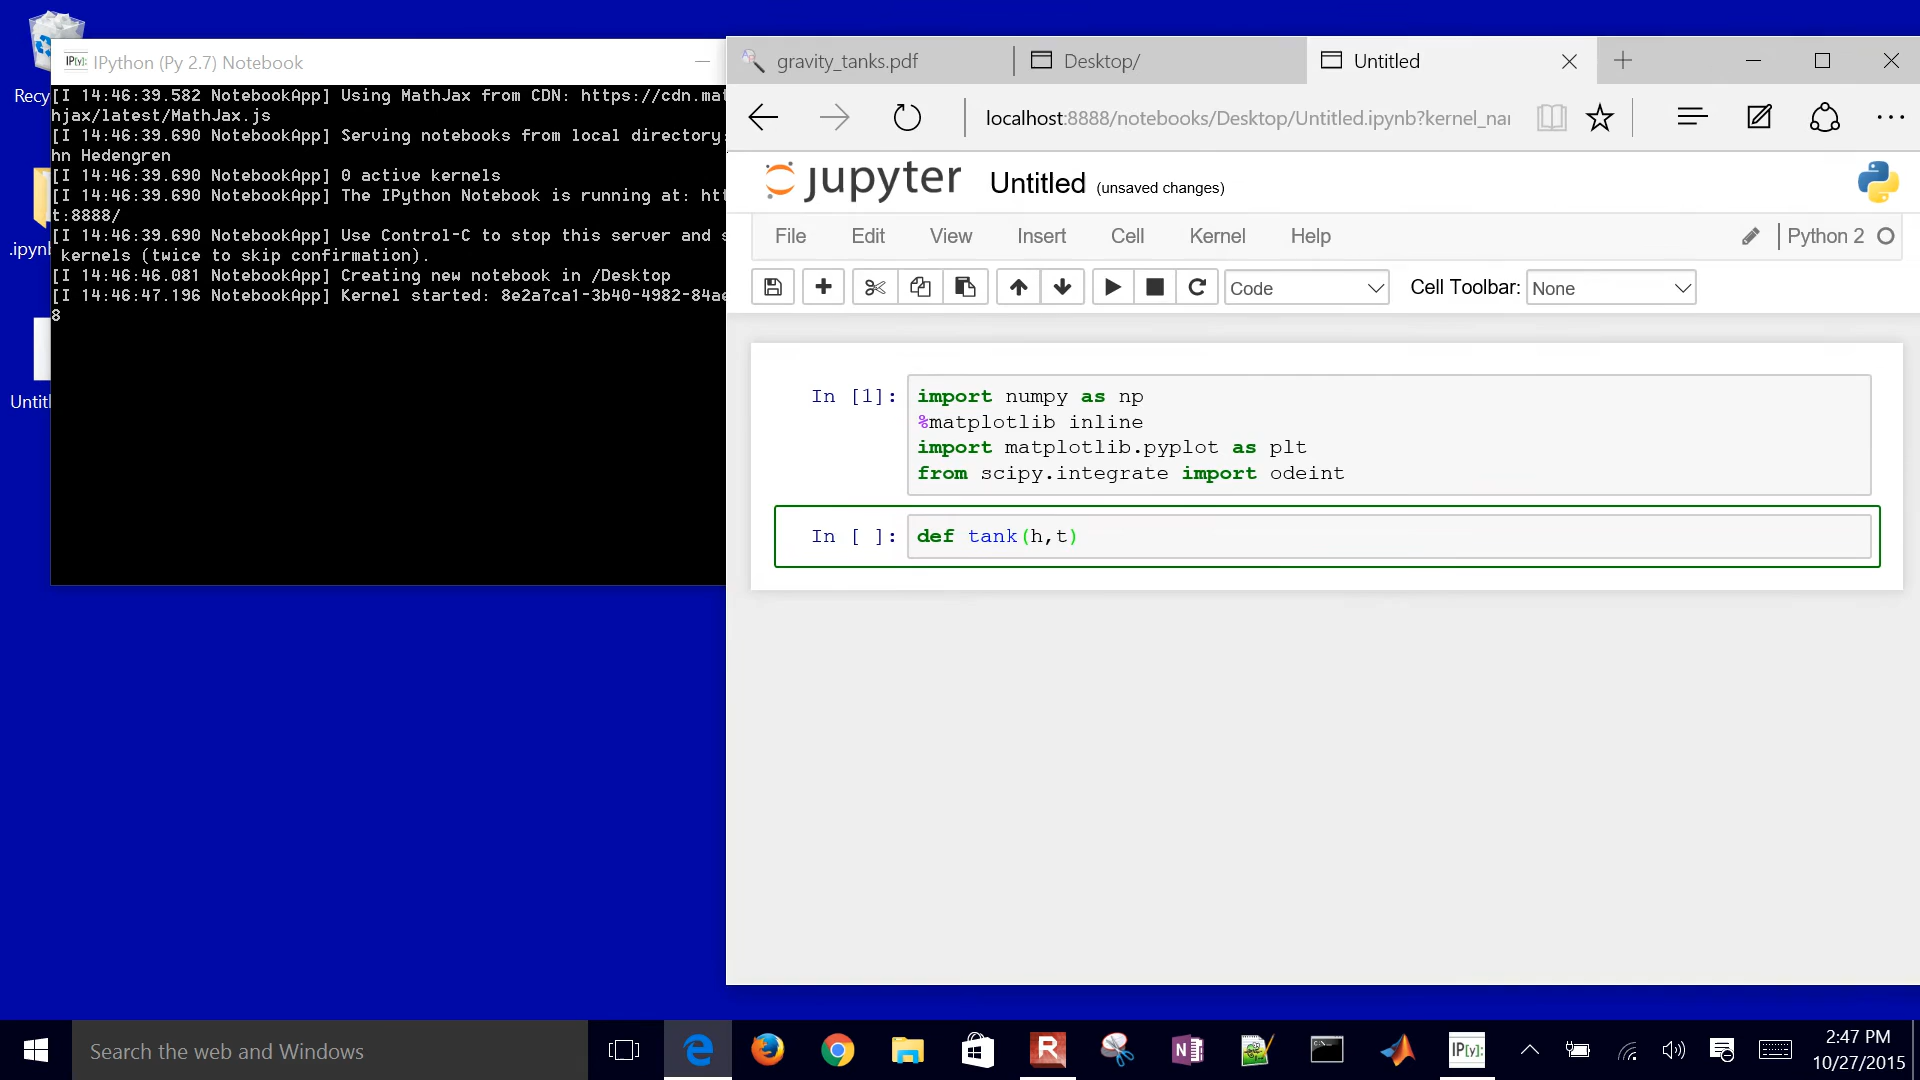 Recy
.ipynb
Untitl
IP[y]: IPython (Py 2.7) Notebook
[I 14:46:39.582 NotebookApp] Using MathJax from CDN: https://cdn.mat
hjax/latest/MathJax.js
[I 14:46:39.690 NotebookApp] Serving notebooks from local directory:
hn Hedengren
[I 14:46:39.690 NotebookApp] 0 active kernels
[I 14:46:39.690 NotebookApp] The IPython Notebook is running at: htt
t:8888/
[I 14:46:39.690 NotebookApp] Use Control-C to stop this server and s
kernels (twice to skip confirmation).
[I 14:46:46.081 NotebookApp] Creating new notebook in /Desktop
[I 14:46:47.196 NotebookApp] Kernel started: 8e2a7ca1-3b40-4982-84ae
8
gravity_tanks.pdf
Desktop/
Untitled
localhost:8888/notebooks/Desktop/Untitled.ipynb?kernel_nar
jupyter Untitled (unsaved changes)
File Edit View Insert Cell Kernel Help Python 2
Code Cell Toolbar: None
In [1]: import numpy as np
%matplotlib inline
import matplotlib.pyplot as plt
from scipy.integrate import odeint
In [ ]: def tank(h,t)
Search the web and Windows
IP[y]:
2:47 PM
10/27/2015